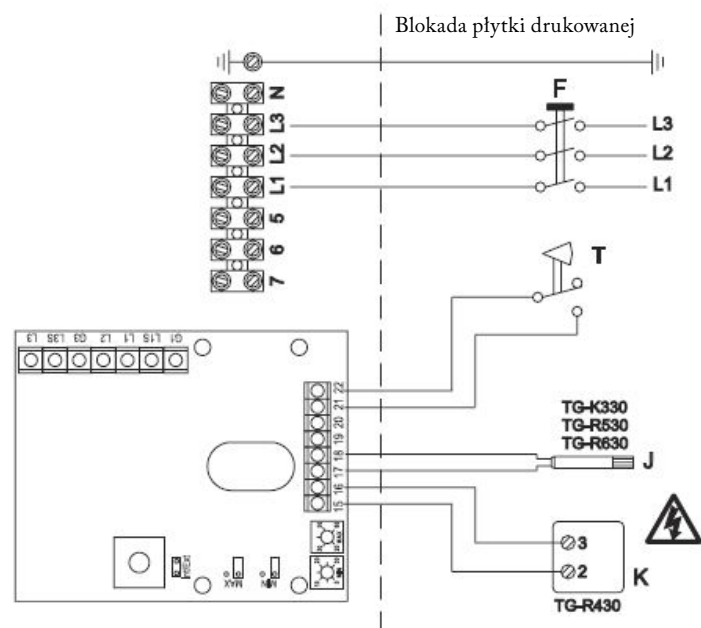 Blokada płytki drukowanej
N
F
L3
L3
L2
L2
L1
L1
5
6
7
T
L3 L3S G3 L2 L1 L1S G1
22
21
20
19
18
17
16
15
TG-K330
TG-R530
TG-R630
J
MAX
MIN
MAX
MIN
3
2
K
TG-R430